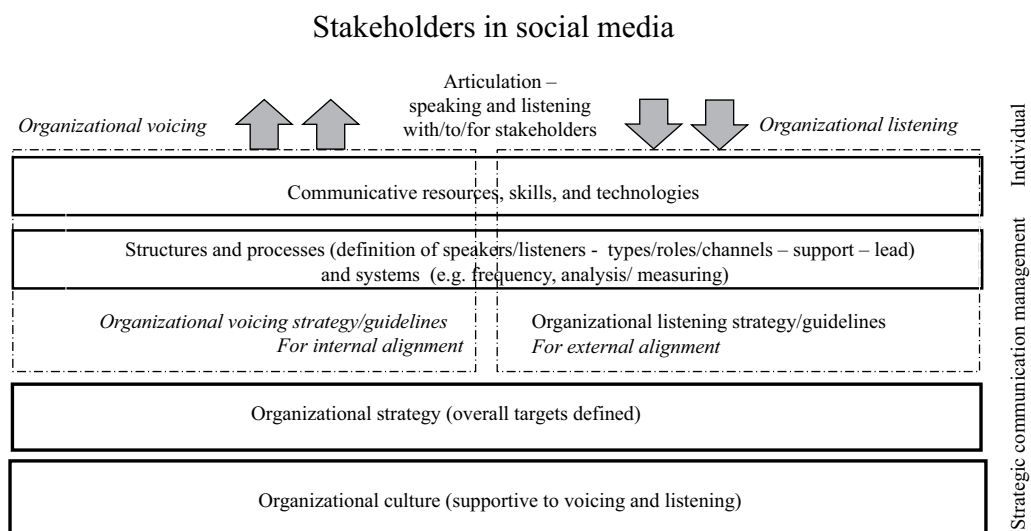 Stakeholders in social media
Articulation –
speaking and listening
with/to/for stakeholders
Organizational voicing
Organizational listening
Individual
Communicative resources, skills, and technologies
Structures and processes (definition of speakers/listeners - types/roles/channels – support – lead)
and systems (e.g. frequency, analysis/ measuring)
Organizational voicing strategy/guidelines
For internal alignment
Organizational listening strategy/guidelines
For external alignment
Organizational strategy (overall targets defined)
Organizational culture (supportive to voicing and listening)
Strategic communication management